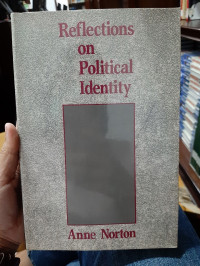 Reflections
on
Political
Identity
Anne Norton